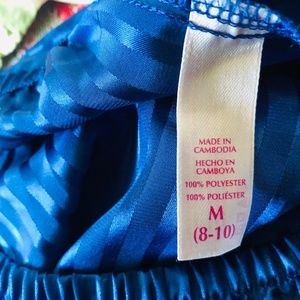 MADE IN
CAMBODIA
HECHO EN
CAMBOYA
100% POLYESTER
100% POLIÉSTER
M
(8-10)